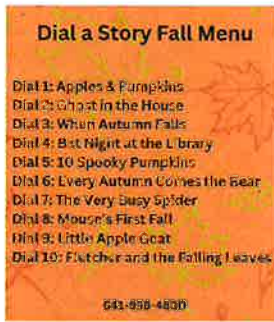 Dial a Story Fall Menu
Dial 1: Apples & Pumpkins
Dial 2: Ghost in the House
Dial 3: When Autumn Falls
Dial 4: Bat Night at the Library
Dial 5: 10 Spooky Pumpkins
Dial 6: Every Autumn Comes the Bear
Dial 7: The Very Busy Spider
Dial 8: Mouse's First Fall
Dial 9: Little Apple Goat
Dial 10: Fletcher and the Falling Leaves